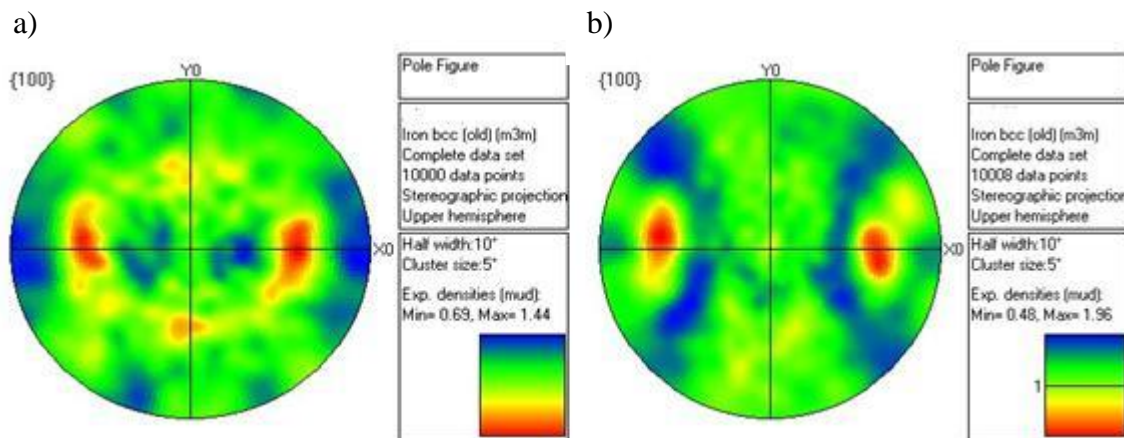 a)
{100}
Y0
X0
Pole Figure
Iron bcc (old) (m3m)
Complete data set
10000 data points
Stereographic projection
Upper hemisphere
Half width:10°
Cluster size:5°
Exp. densities (mud):
Min= 0.69, Max= 1.44
b)
{100}
Y0
X0
Pole Figure
Iron bcc (old) (m3m)
Complete data set
10008 data points
Stereographic projection
Upper hemisphere
Half width:10°
Cluster size:5°
Exp. densities (mud):
Min= 0.48, Max= 1.96
1